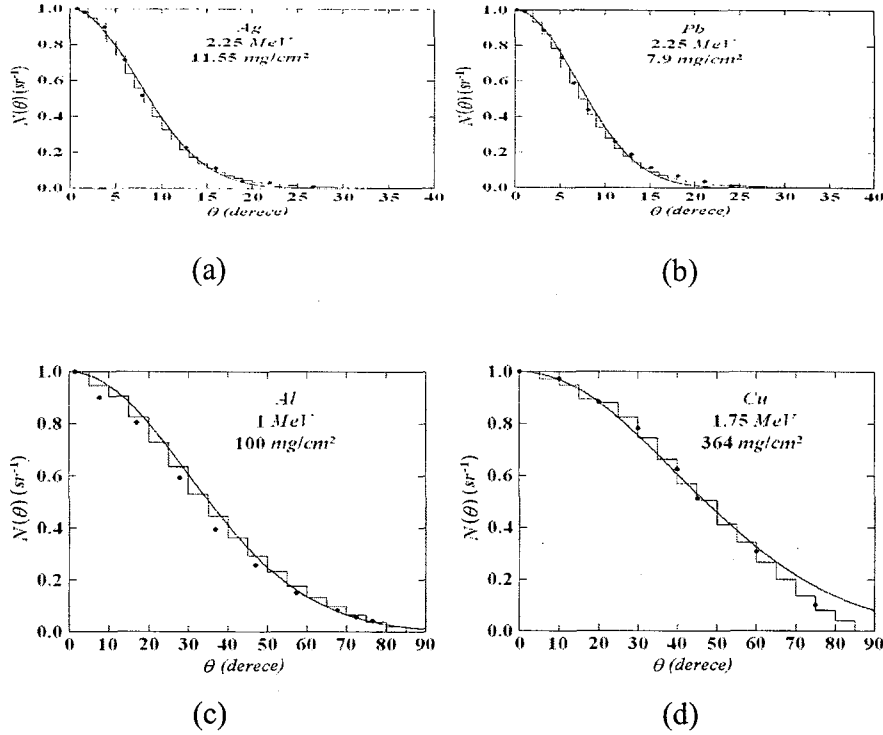 Ag
2.25 MeV
11.55 mg/cm²
N(θ)(sr⁻¹)
1.0
0.8
0.6
0.4
0.2
0.0
0 5 10 15 20 25 30 35 40
θ (derece)
(a)
Pb
2.25 MeV
7.9 mg/cm²
N(θ)(sr⁻¹)
1.0
0.8
0.6
0.4
0.2
0.0
0 5 10 15 20 25 30 35 40
θ (derece)
(b)
Al
1 MeV
100 mg/cm²
N(θ)(sr⁻¹)
1.0
0.8
0.6
0.4
0.2
0.0
0 10 20 30 40 50 60 70 80 90
θ (derece)
(c)
Cu
1.75 MeV
364 mg/cm²
N(θ)(sr⁻¹)
1.0
0.8
0.6
0.4
0.2
0.0
0 10 20 30 40 50 60 70 80 90
θ (derece)
(d)